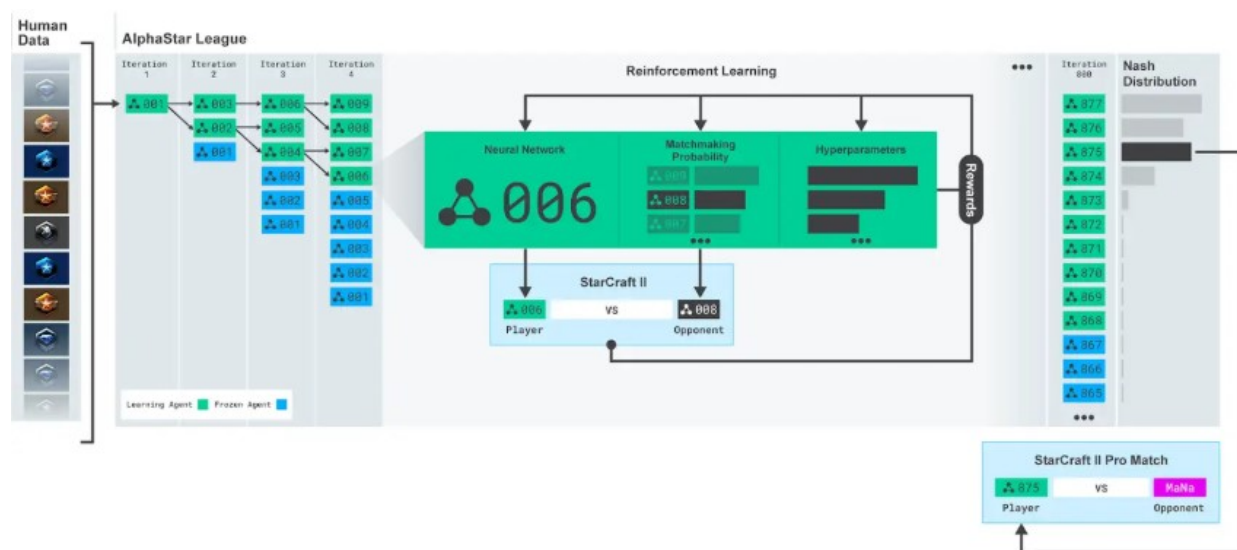 Human
Data
AlphaStar League
Iteration
1
Iteration
2
Iteration
3
Iteration
4
001
003
002
001
006
005
004
003
002
001
009
008
007
006
005
004
003
002
001
Learning Agent
Frozen Agent
Reinforcement Learning
Neural Network
006
Matchmaking
Probability
009
008
007
Hyperparameters
Rewards
StarCraft II
006
VS
008
Player
Opponent
Iteration
800
Nash
Distribution
877
876
875
874
873
872
871
870
869
868
867
866
865
StarCraft II Pro Match
875
VS
MaNa
Player
Opponent